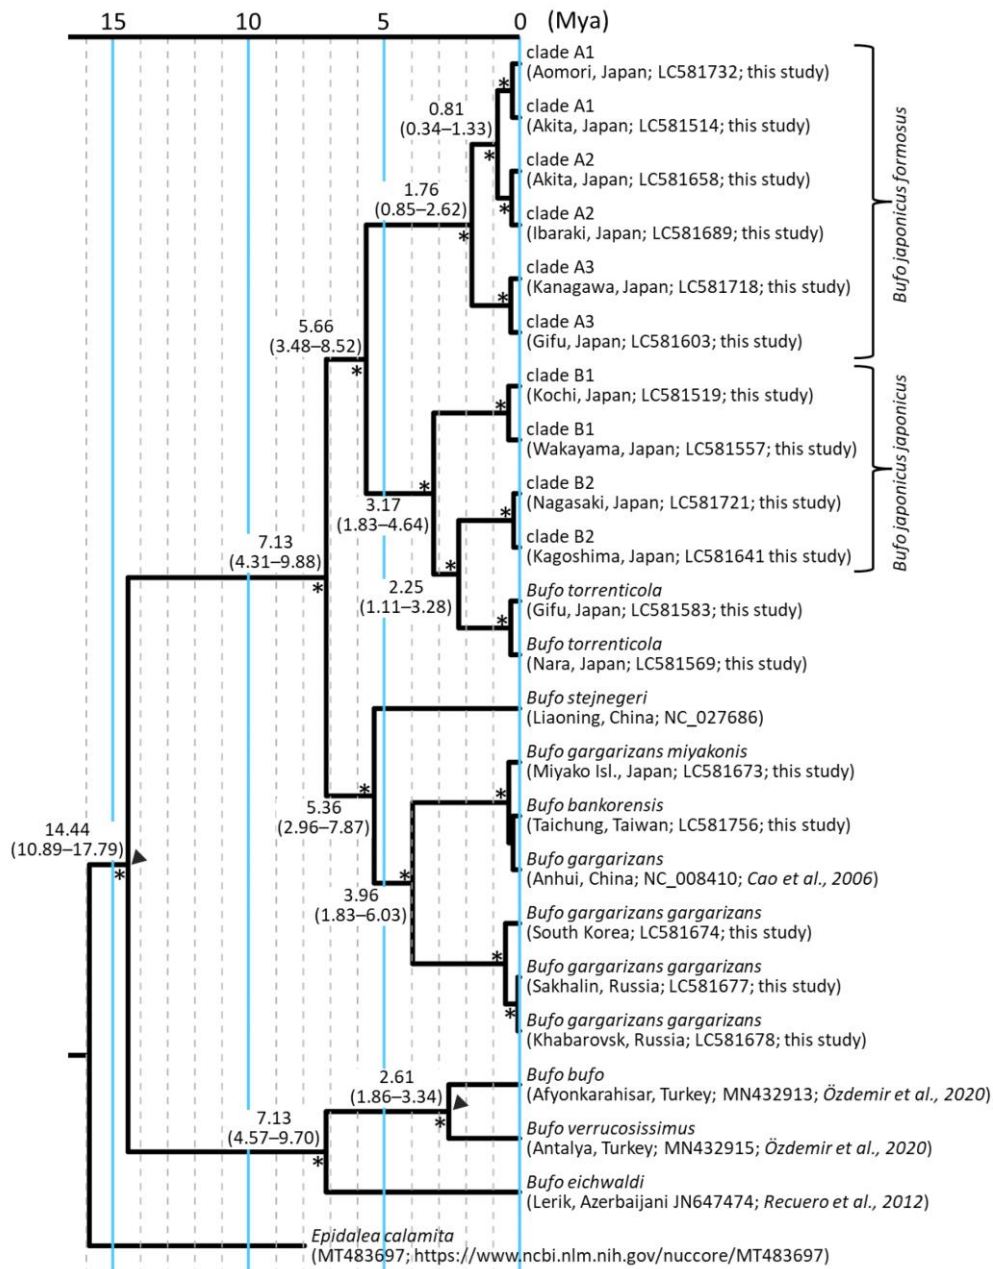 15 10 5 0 (Mya)
clade A1
(Aomori, Japan; LC581732; this study)
clade A1
(Akita, Japan; LC581514; this study)
clade A2
(Akita, Japan; LC581658; this study)
clade A2
(Ibaraki, Japan; LC581689; this study)
clade A3
(Kanagawa, Japan; LC581718; this study)
clade A3
(Gifu, Japan; LC581603; this study)
clade B1
(Kochi, Japan; LC581519; this study)
clade B1
(Wakayama, Japan; LC581557; this study)
clade B2
(Nagasaki, Japan; LC581721; this study)
clade B2
(Kagoshima, Japan; LC581641 this study)
Bufo torrenticola
(Gifu, Japan; LC581583; this study)
Bufo torrenticola
(Nara, Japan; LC581569; this study)
Bufo stejnegeri
(Liaoning, China; NC_027686)
Bufo gargarizans miyakonis
(Miyako Isl., Japan; LC581673; this study)
Bufo bankorensis
(Taichung, Taiwan; LC581756; this study)
Bufo gargarizans
(Anhui, China; NC_008410; Cao et al., 2006)
Bufo gargarizans gargarizans
(South Korea; LC581674; this study)
Bufo gargarizans gargarizans
(Sakhalin, Russia; LC581677; this study)
Bufo gargarizans gargarizans
(Khabarovsk, Russia; LC581678; this study)
Bufo bufo
(Afyonkarahisar, Turkey; MN432913; Özdemir et al., 2020)
Bufo verrucosissimus
(Antalya, Turkey; MN432915; Özdemir et al., 2020)
Bufo eichwaldi
(Lerik, Azerbaijani JN647474; Recuero et al., 2012)
Epidalea calamita
(MT483697; https://www.ncbi.nlm.nih.gov/nuccore/MT483697)
Bufo japonicus formosus
Bufo japonicus japonicus
0.81
(0.34–1.33)
1.76
(0.85–2.62)
5.66
(3.48–8.52)
3.17
(1.83–4.64)
7.13
(4.31–9.88)
2.25
(1.11–3.28)
5.36
(2.96–7.87)
14.44
(10.89–17.79)
3.96
(1.83–6.03)
2.61
(1.86–3.34)
7.13
(4.57–9.70)